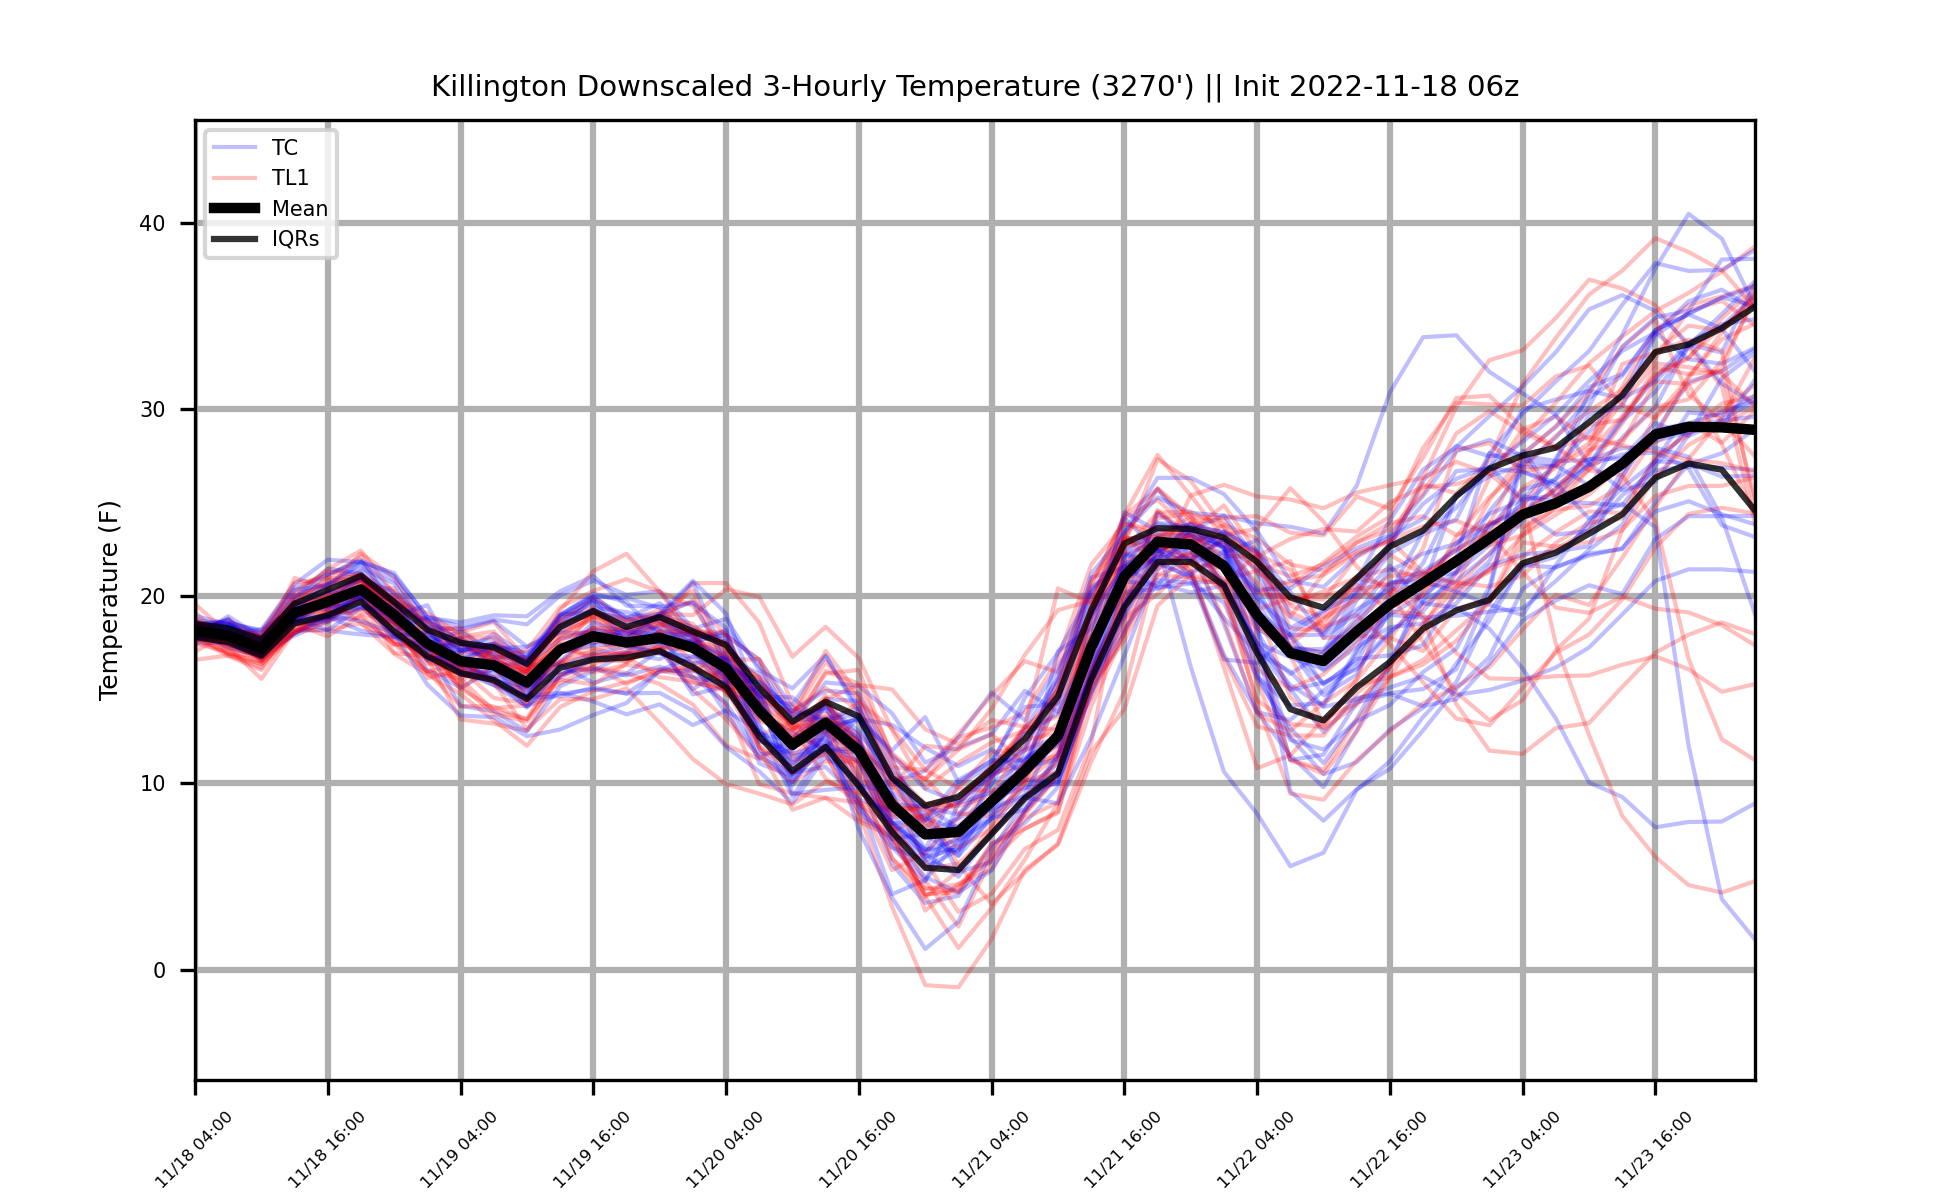 Killington Downscaled 3-Hourly Temperature (3270') || Init 2022-11-18 06z
TC
TL1
Mean
IQRs
Temperature (F)
40
30
20
10
0
11/18 04:00
11/18 16:00
11/19 04:00
11/19 16:00
11/20 04:00
11/20 16:00
11/21 04:00
11/21 16:00
11/22 04:00
11/22 16:00
11/23 04:00
11/23 16:00